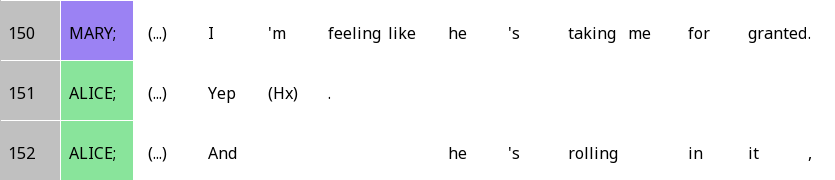 150 MARY; (...) I 'm feeling like he 's taking me for granted.
151 ALICE; (...) Yep (Hx) .
152 ALICE; (...) And he 's rolling in it ,